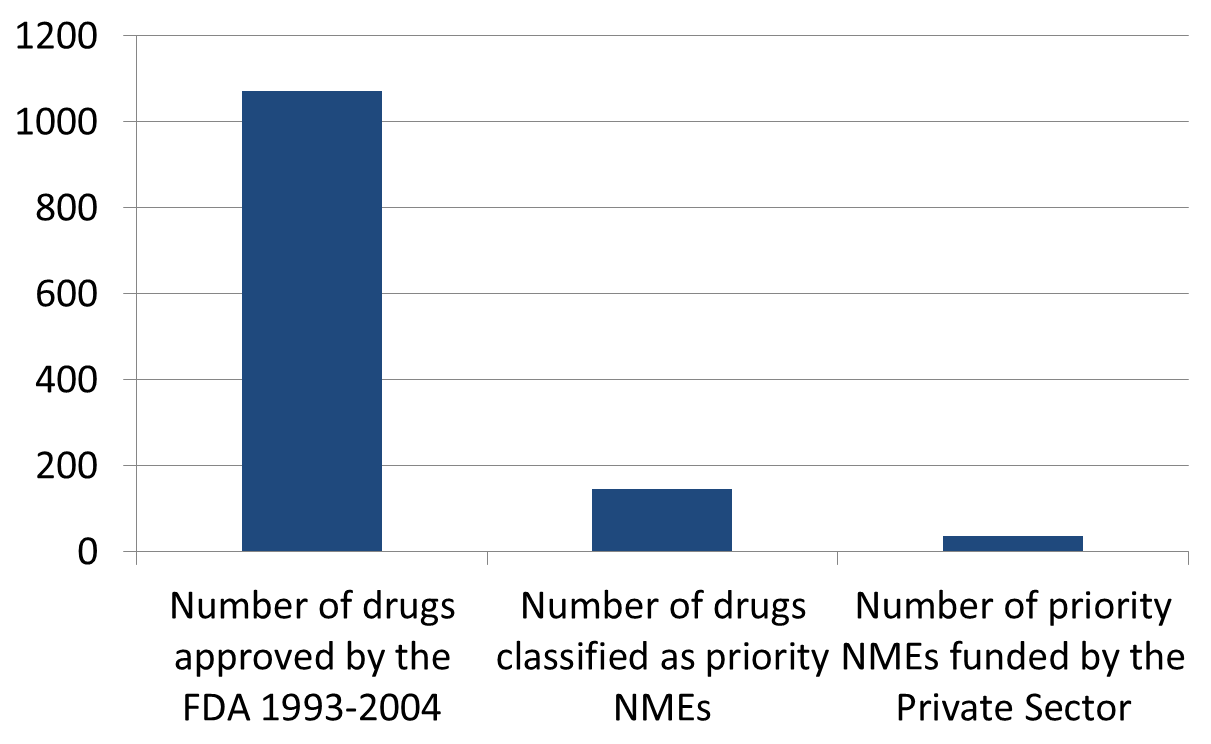 1200
1000
800
600
400
200
0
Number of drugs
approved by the
FDA 1993-2004
Number of drugs
classified as priority
NMEs
Number of priority
NMEs funded by the
Private Sector